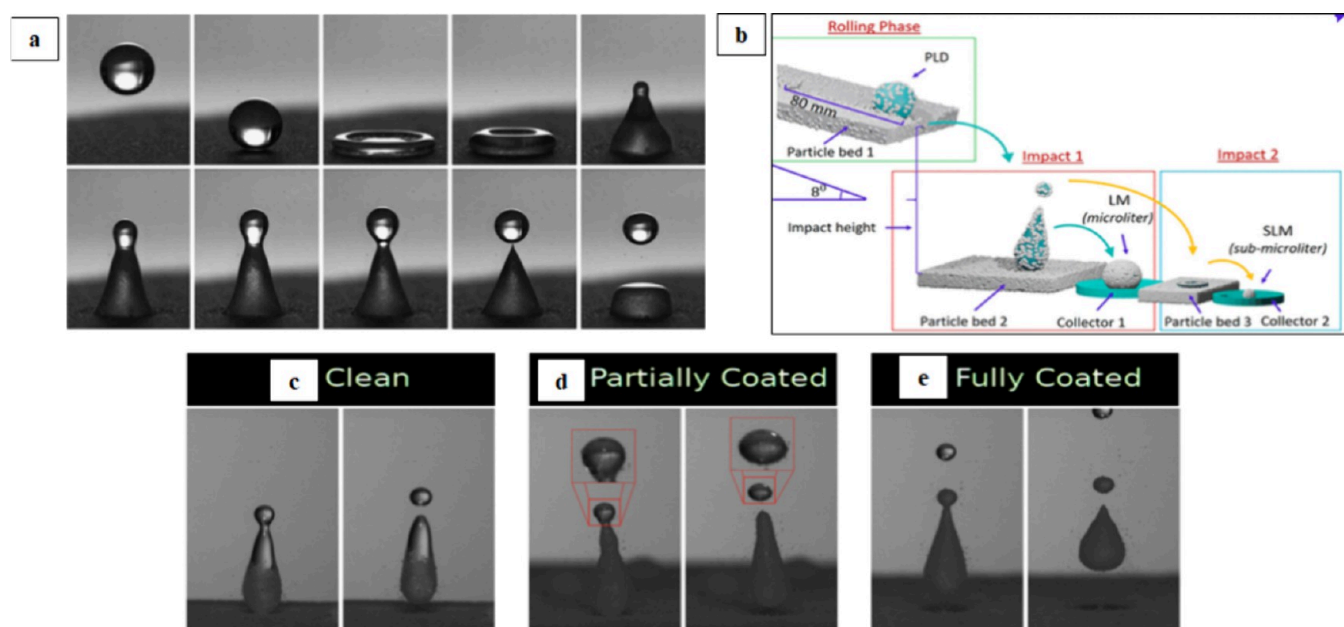 a
b
Rolling Phase
PLD
80 mm
Particle bed 1
8⁰
Impact height
Impact 1
LM
(microliter)
Particle bed 2
Collector 1
Impact 2
SLM
(sub-microliter)
Particle bed 3
Collector 2
c Clean
d Partially Coated
e Fully Coated